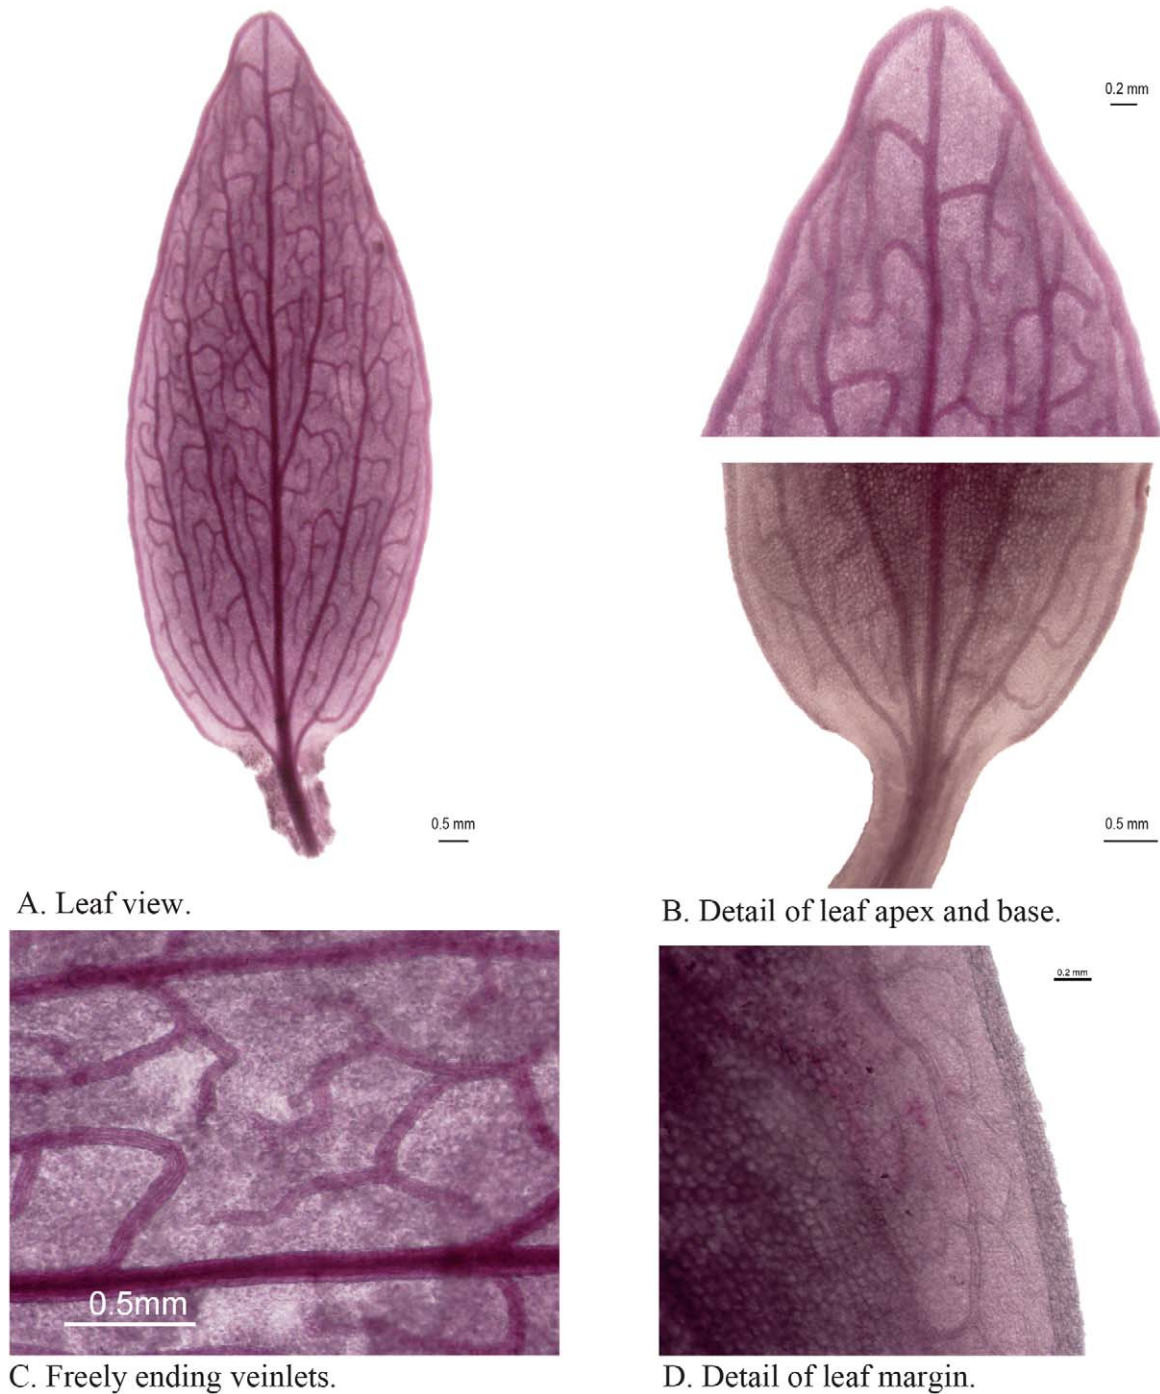 0.2 mm
0.5 mm
0.5 mm
A. Leaf view.
B. Detail of leaf apex and base.
0.2 mm
0.5mm
C. Freely ending veinlets.
D. Detail of leaf margin.